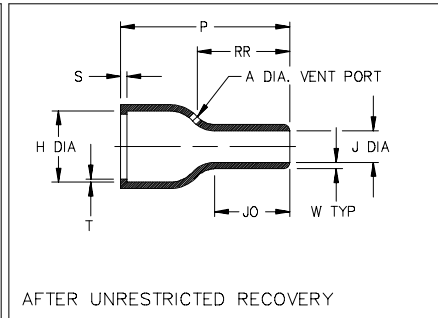 P
RR
S
A DIA. VENT PORT
H DIA
J DIA
T
JO
W TYP
AFTER UNRESTRICTED RECOVERY